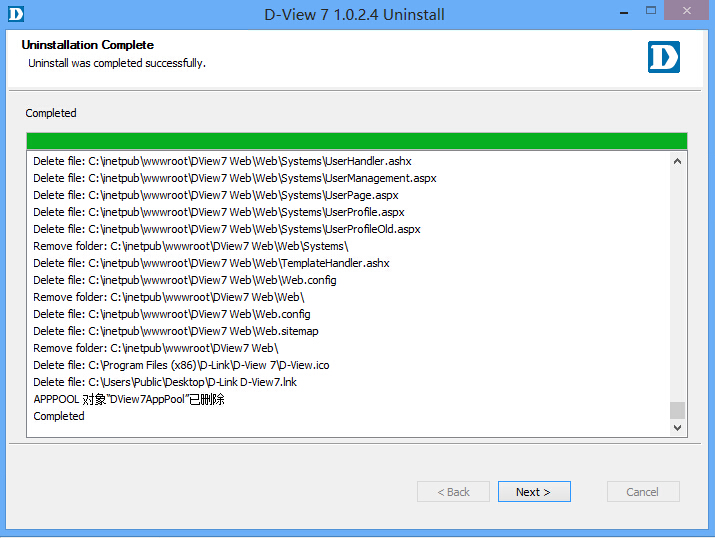 D
D-View 7 1.0.2.4 Uninstall
Uninstallation Complete
Uninstall was completed successfully.
D
Completed
Delete file: C:\inetpub\wwwroot\DView7 Web\Web\Systems\UserHandler.ashx
Delete file: C:\inetpub\wwwroot\DView7 Web\Web\Systems\UserManagement.aspx
Delete file: C:\inetpub\wwwroot\DView7 Web\Web\Systems\UserPage.aspx
Delete file: C:\inetpub\wwwroot\DView7 Web\Web\Systems\UserProfile.aspx
Delete file: C:\inetpub\wwwroot\DView7 Web\Web\Systems\UserProfileOld.aspx
Remove folder: C:\inetpub\wwwroot\DView7 Web\Web\Systems\
Delete file: C:\inetpub\wwwroot\DView7 Web\Web\TemplateHandler.ashx
Delete file: C:\inetpub\wwwroot\DView7 Web\Web\Web.config
Remove folder: C:\inetpub\wwwroot\DView7 Web\Web\
Delete file: C:\inetpub\wwwroot\DView7 Web\Web.config
Delete file: C:\inetpub\wwwroot\DView7 Web\Web.sitemap
Remove folder: C:\inetpub\wwwroot\DView7 Web\
Delete file: C:\Program Files (x86)\D-Link\D-View 7\D-View.ico
Delete file: C:\Users\Public\Desktop\D-Link D-View7.lnk
APPPOOL 对象“DView7AppPool”已删除
Completed
< Back
Next >
Cancel